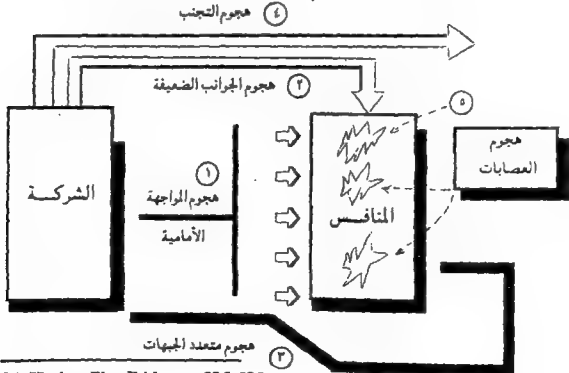 ④ هجوم التجنب
② هجوم الجوانب الضعيفة
⑤
هجوم
العصابات
الشركة
①
هجوم المواجهة
الأمامية
المنافس
هجوم متعدد الجبهات
③